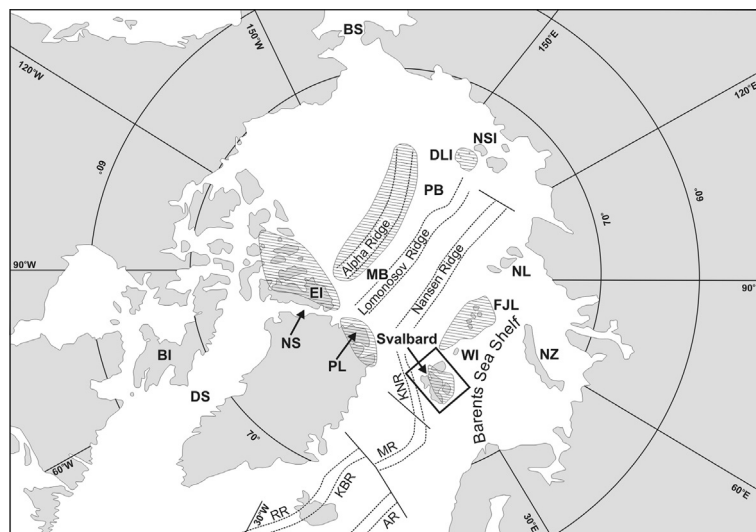 BS
150°W
150°E
120°W
120°E
NSI
DLI
60°
60°
PB
70°
Alpha Ridge
Lomonosov Ridge
Nansen Ridge
MB
90°W
90°
NL
EI
FJL
NS
Svalbard
WI
NZ
BI
PL
Barents Sea Shelf
KNR
DS
70°
MR
60°W
KBR
30°W
RR
AR
30°E
60°E